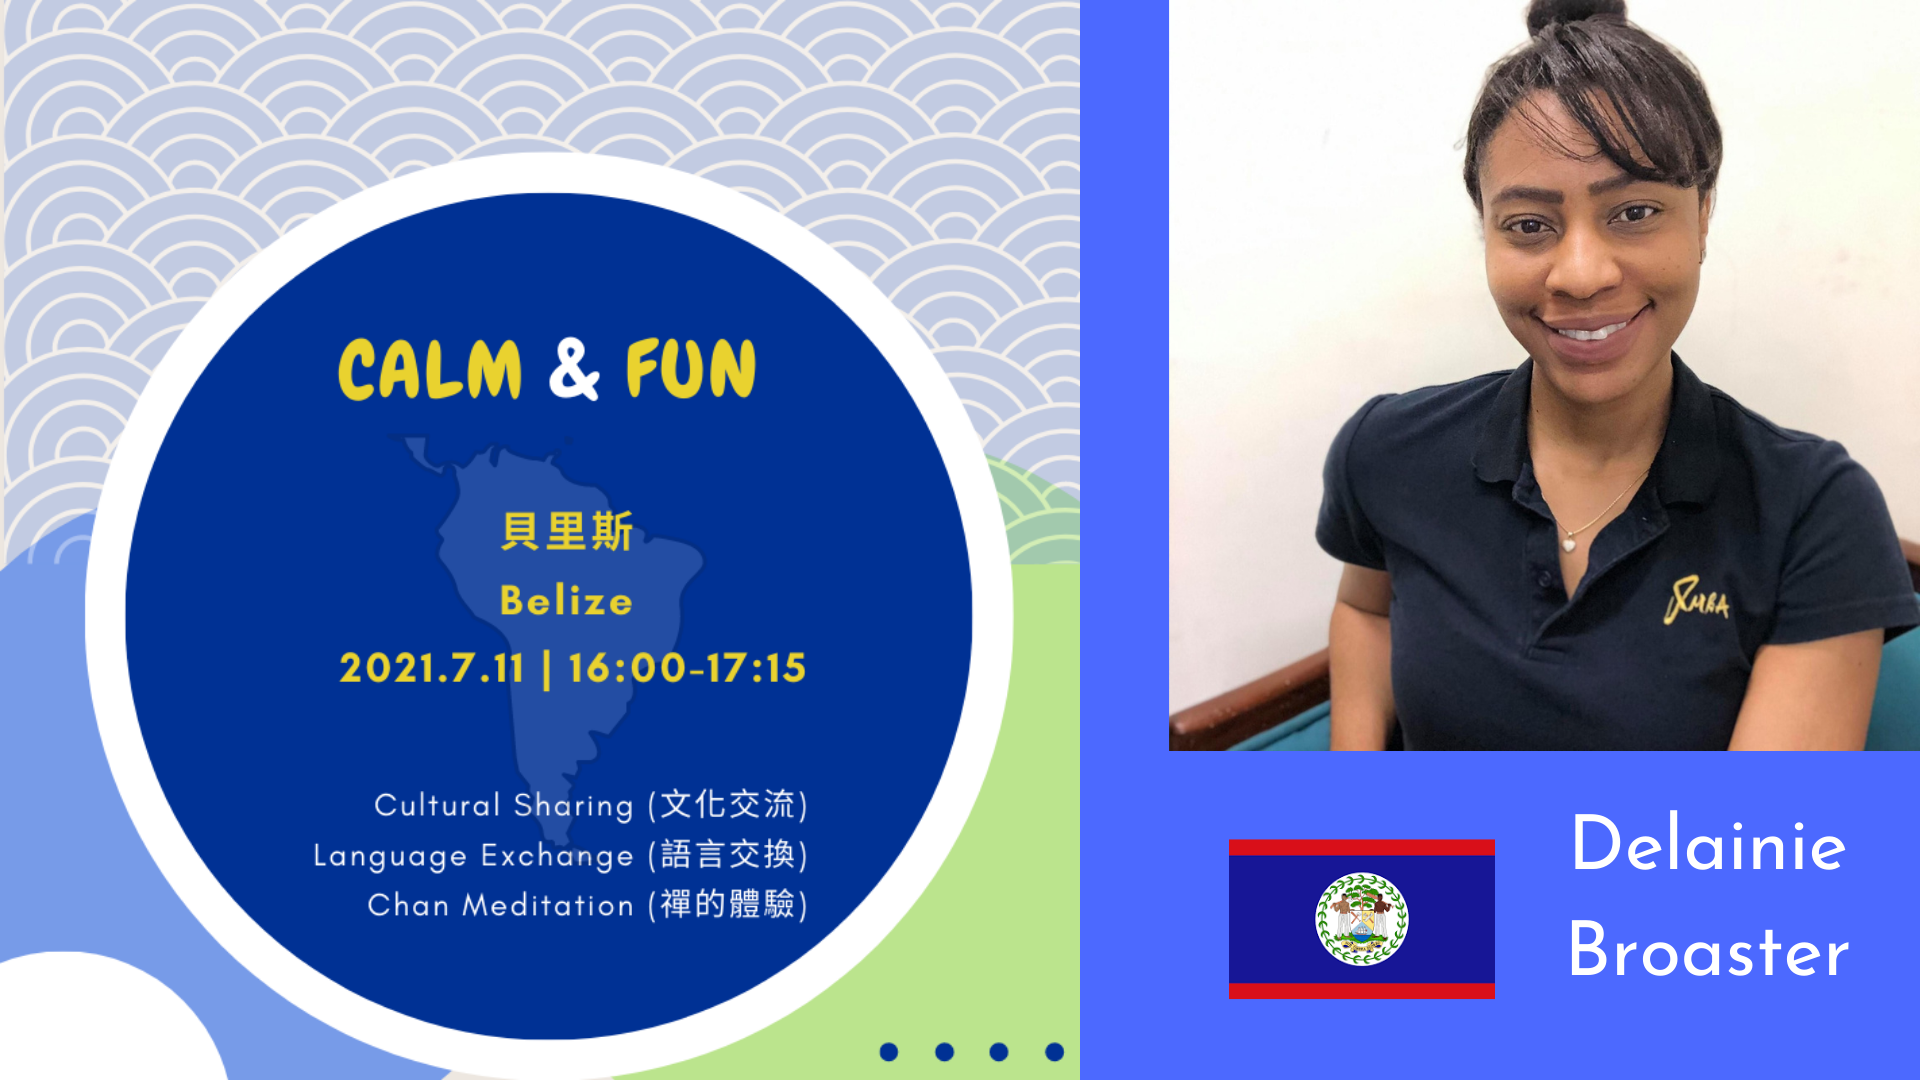 CALM & FUN
貝里斯
Belize
2021.7.11 | 16:00-17:15
Cultural Sharing (文化交流)
Language Exchange (語言交換)
Chan Meditation (禪的體驗)
Delainie
Broaster